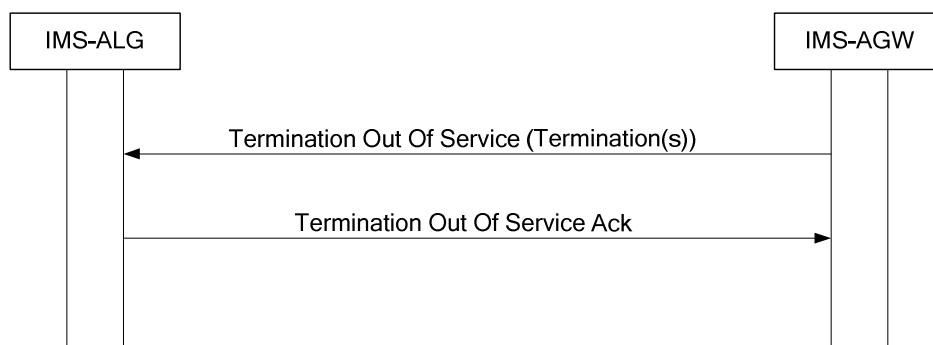 IMS-ALG
IMS-AGW
Termination Out Of Service (Termination(s))
Termination Out Of Service Ack